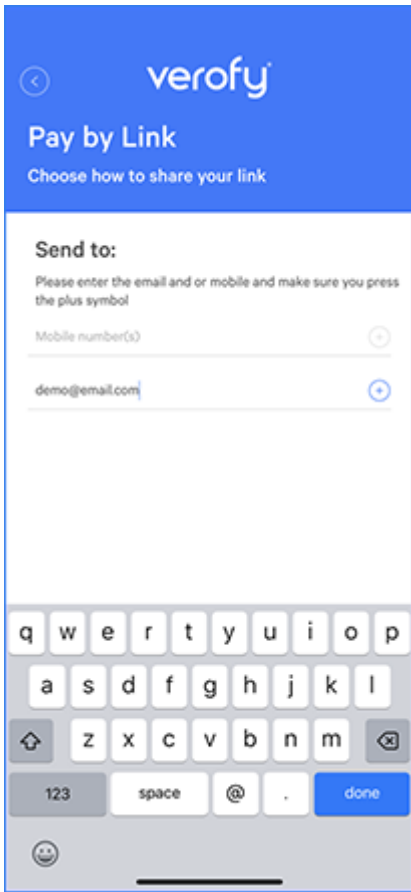 verofy
Pay by Link
Choose how to share your link
Send to:
Please enter the email and or mobile and make sure you press
the plus symbol
Mobile number(s)
demo@email.com
q w e r t y u i o p
a s d f g h j k l
z x c v b n m
123 space @ . done